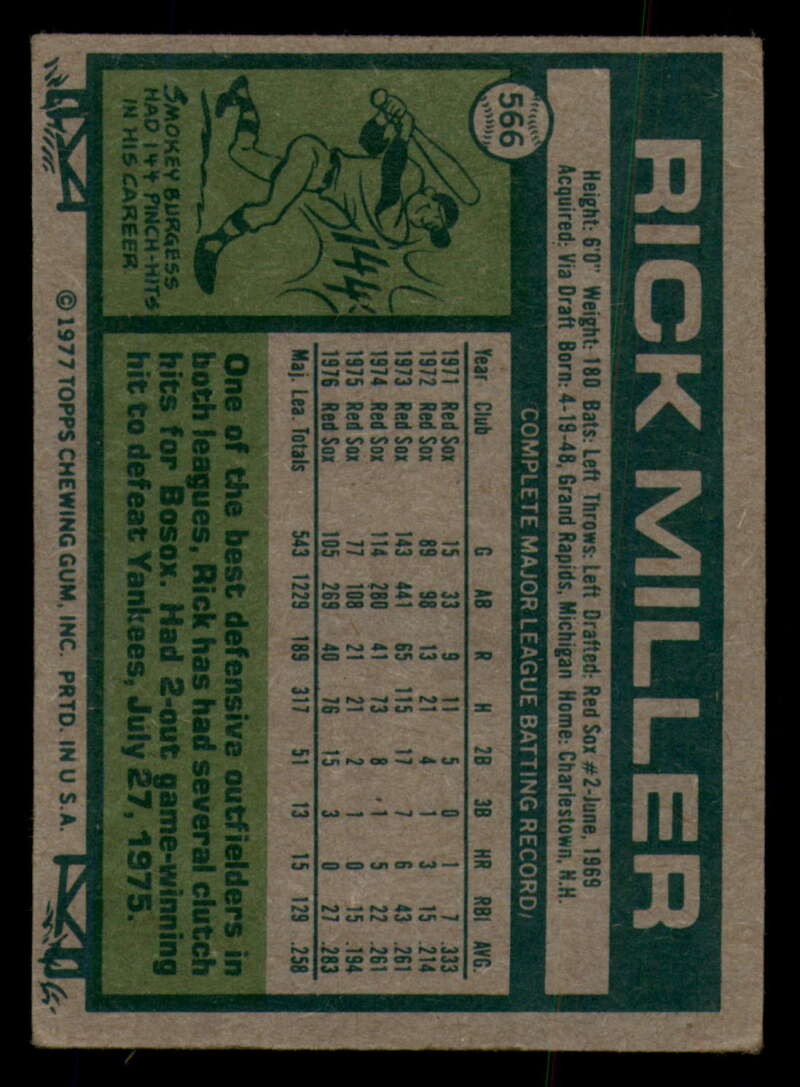 566
RICK MILLER
Height: 6'0" Weight: 180 Bats: Left Throws: Left Drafted: Red Sox #2-June, 1969
Acquired: Via Draft Born: 4-19-48, Grand Rapids, Michigan Home: Charlestown, N.H.
COMPLETE MAJOR LEAGUE BATTING RECORD
Year Club G AB R H 2B 3B HR RBI AVG.
1971 Red Sox 15 33 9 11 5 0 1 7 .333
1972 Red Sox 89 98 13 21 4 1 3 15 .214
1973 Red Sox 143 441 65 115 17 7 6 43 .261
1974 Red Sox 114 280 41 73 8 1 5 22 .261
1975 Red Sox 77 108 21 21 2 1 0 15 .194
1976 Red Sox 105 269 40 76 15 3 0 27 .283
Maj. Lea. Totals 543 1229 189 317 51 13 15 129 .258
144
SMOKEY BURGESS
HAD 144 PINCH-HITS
IN HIS CAREER
One of the best defensive outfielders in
both leagues, Rick has had several clutch
hits for Bosox. Had 2-out game-winning
hit to defeat Yankees, July 27, 1975.
© 1977 TOPPS CHEWING GUM, INC. PRTD. IN U.S.A.